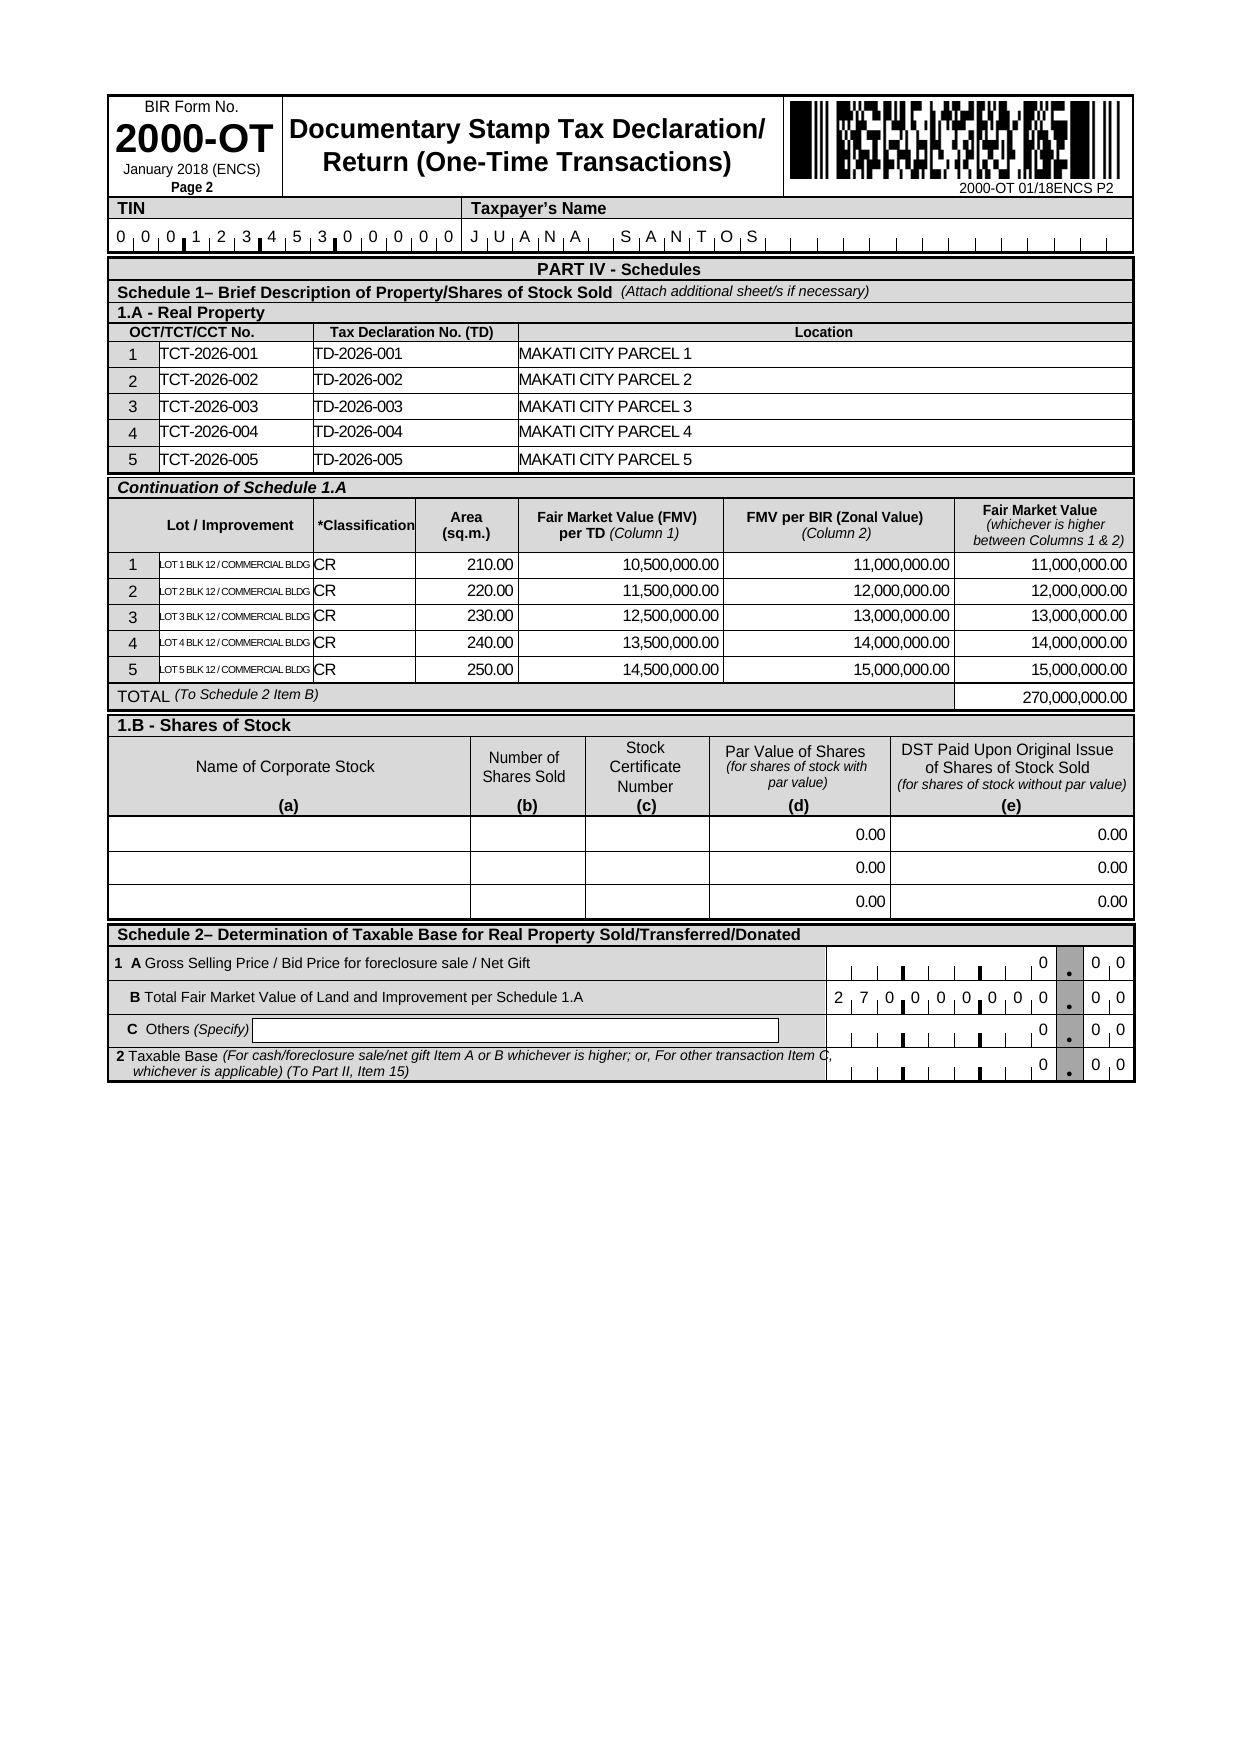 BIR Form No.
2000-OT
January 2018 (ENCS)
Page 2
Documentary Stamp Tax Declaration/
Return (One-Time Transactions)
2000-OT 01/18ENCS P2
TIN Taxpayer's Name
0 0 0 1 2 3 4 5 3 0 0 0 0 0 J U A N A S A N T O S
PART IV - Schedules
Schedule 1– Brief Description of Property/Shares of Stock Sold (Attach additional sheet/s if necessary)
1.A - Real Property
OCT/TCT/CCT No. Tax Declaration No. (TD) Location
1 TCT-2026-001 TD-2026-001 MAKATI CITY PARCEL 1
2 TCT-2026-002 TD-2026-002 MAKATI CITY PARCEL 2
3 TCT-2026-003 TD-2026-003 MAKATI CITY PARCEL 3
4 TCT-2026-004 TD-2026-004 MAKATI CITY PARCEL 4
5 TCT-2026-005 TD-2026-005 MAKATI CITY PARCEL 5
Continuation of Schedule 1.A
Lot / Improvement
*Classification
Area
(sq.m.)
Fair Market Value (FMV)
per TD (Column 1)
FMV per BIR (Zonal Value)
(Column 2)
Fair Market Value
(whichever is higher
between Columns 1 & 2)
1 LOT 1 BLK 12 / COMMERCIAL BLDG CR 210.00 10,500,000.00 11,000,000.00 11,000,000.00
2 LOT 2 BLK 12 / COMMERCIAL BLDG CR 220.00 11,500,000.00 12,000,000.00 12,000,000.00
3 LOT 3 BLK 12 / COMMERCIAL BLDG CR 230.00 12,500,000.00 13,000,000.00 13,000,000.00
4 LOT 4 BLK 12 / COMMERCIAL BLDG CR 240.00 13,500,000.00 14,000,000.00 14,000,000.00
5 LOT 5 BLK 12 / COMMERCIAL BLDG CR 250.00 14,500,000.00 15,000,000.00 15,000,000.00
TOTAL (To Schedule 2 Item B) 270,000,000.00
1.B - Shares of Stock
Name of Corporate Stock
(a)
Number of
Shares Sold
(b)
Stock
Certificate
Number
(c)
Par Value of Shares
(for shares of stock with
par value)
(d)
DST Paid Upon Original Issue
of Shares of Stock Sold
(for shares of stock without par value)
(e)
0.00 0.00
0.00 0.00
0.00 0.00
Schedule 2– Determination of Taxable Base for Real Property Sold/Transferred/Donated
1 A Gross Selling Price / Bid Price for foreclosure sale / Net Gift 0 . 0 0
B Total Fair Market Value of Land and Improvement per Schedule 1.A 2 7 0 0 0 0 0 0 0 . 0 0
C Others (Specify) 0 . 0 0
2 Taxable Base (For cash/foreclosure sale/net gift Item A or B whichever is higher; or, For other transaction Item C,
whichever is applicable) (To Part II, Item 15) 0 . 0 0